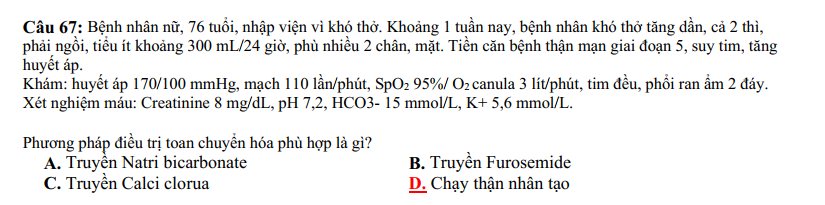 Câu 67: Bệnh nhân nữ, 76 tuổi, nhập viện vì khó thở. Khoảng 1 tuần nay, bệnh nhân khó thở tăng dần, cả 2 thì,
phải ngồi, tiểu ít khoảng 300 mL/24 giờ, phù nhiều 2 chân, mặt. Tiền căn bệnh thận mạn giai đoạn 5, suy tim, tăng
huyết áp.
Khám: huyết áp 170/100 mmHg, mạch 110 lần/phút, SpO₂ 95%/ O₂ canula 3 lít/phút, tim đều, phổi ran ẩm 2 đáy.
Xét nghiệm máu: Creatinine 8 mg/dL, pH 7,2, HCO3- 15 mmol/L, K+ 5,6 mmol/L.
Phương pháp điều trị toan chuyển hóa phù hợp là gì?
A. Truyền Natri bicarbonate B. Truyền Furosemide
C. Truyền Calci clorua D. Chạy thận nhân tạo